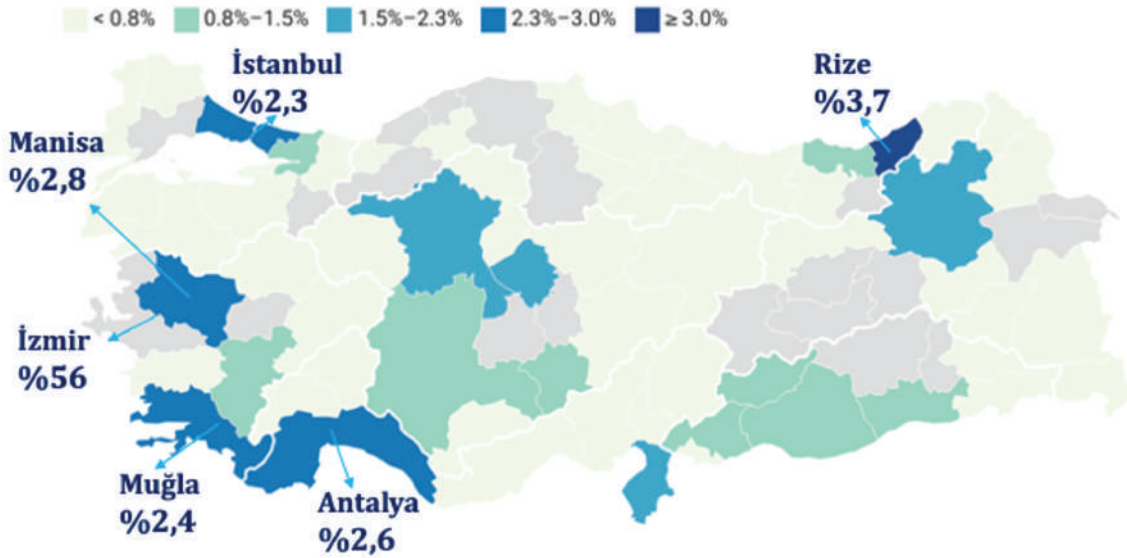 < 0.8% 0.8%–1.5% 1.5%–2.3% 2.3%–3.0% ≥ 3.0%
İstanbul
%2,3
Rize
%3,7
Manisa
%2,8
İzmir
%56
Muğla
%2,4
Antalya
%2,6